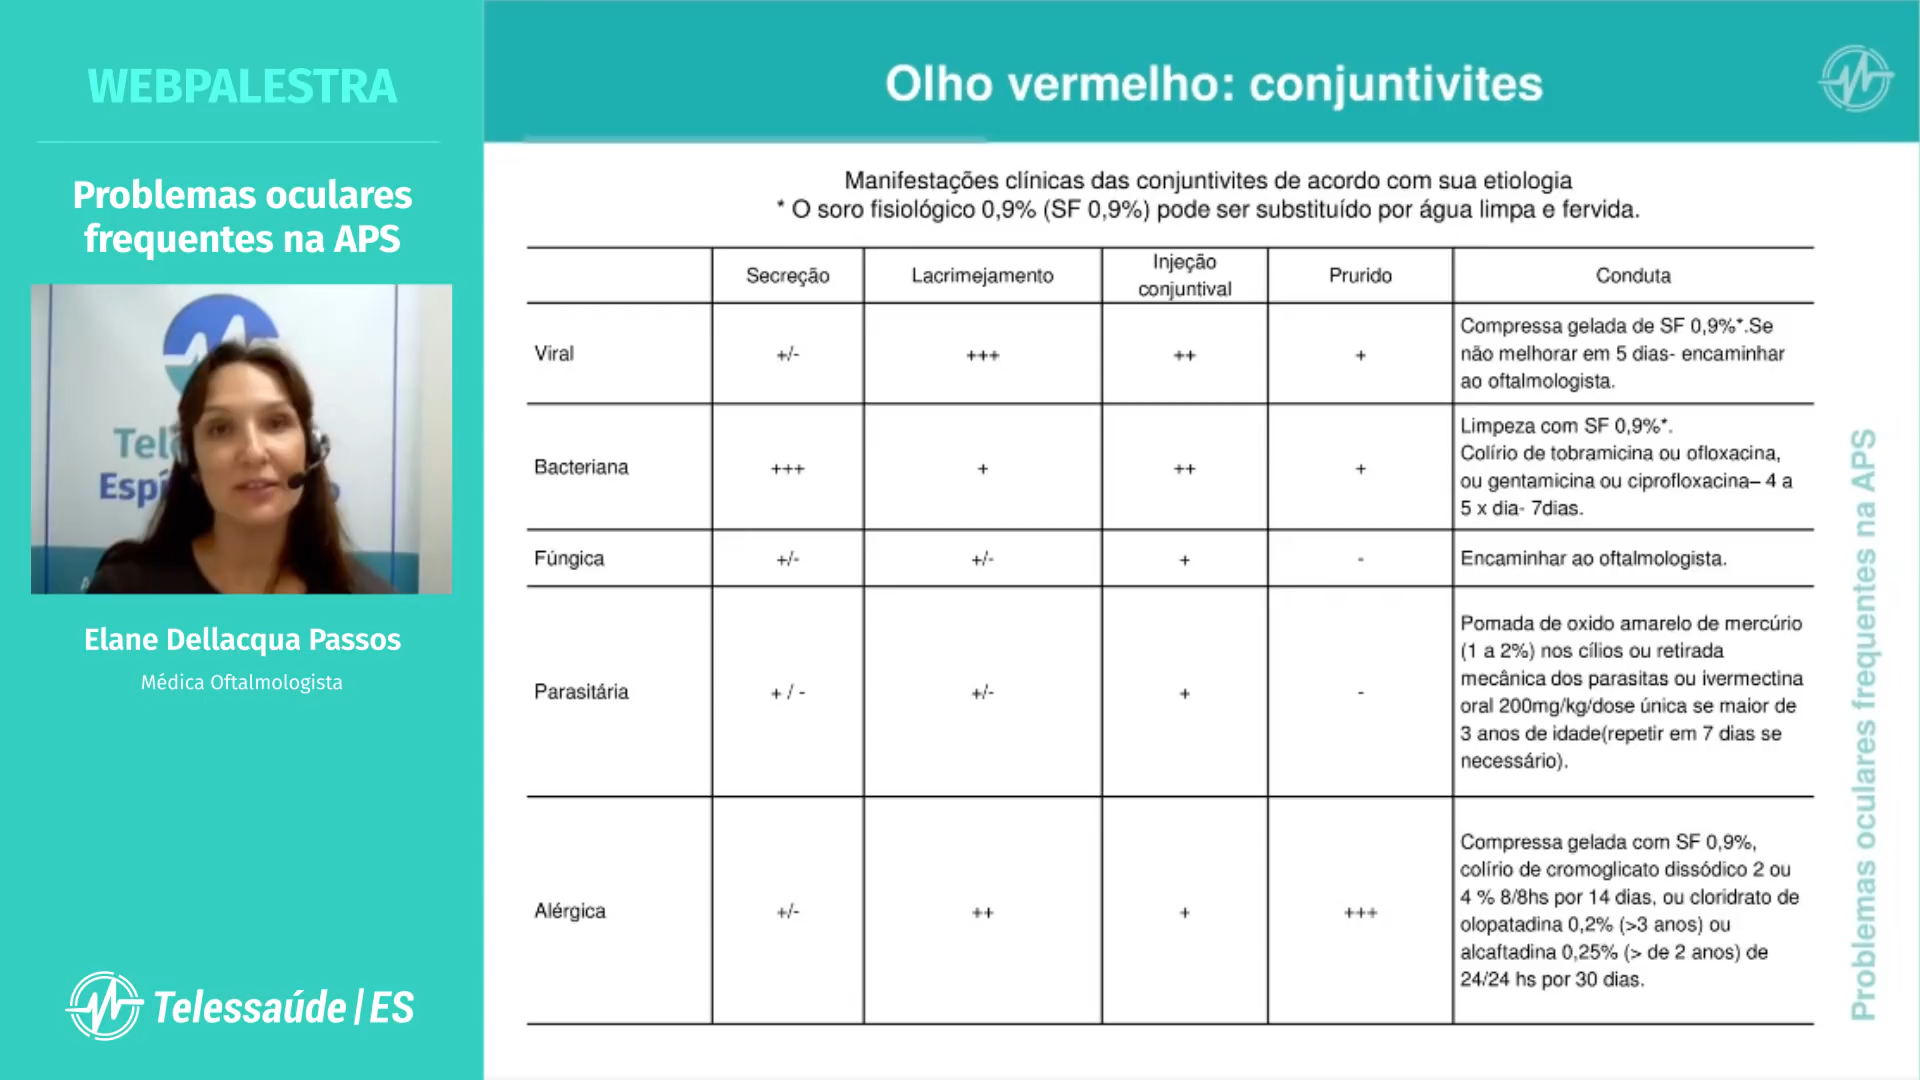 WEBPALESTRA
Problemas oculares
frequentes na APS
Elane Dellacqua Passos
Médica Oftalmologista
Telessaúde|ES
Olho vermelho: conjuntivites
Manifestações clínicas das conjuntivites de acordo com sua etiologia
* O soro fisiológico 0,9% (SF 0,9%) pode ser substituído por água limpa e fervida.
Secreção
Lacrimejamento
Injeção
conjuntival
Prurido
Conduta
Viral
+/-
+++
++
+
Compressa gelada de SF 0,9%*.Se
não melhorar em 5 dias- encaminhar
ao oftalmologista.
Bacteriana
+++
+
++
+
Limpeza com SF 0,9%*.
Colírio de tobramicina ou ofloxacina,
ou gentamicina ou ciprofloxacina– 4 a
5 x dia- 7dias.
Fúngica
+/-
+/-
+
-
Encaminhar ao oftalmologista.
Parasitária
+ / -
+/-
+
-
Pomada de oxido amarelo de mercúrio
(1 a 2%) nos cílios ou retirada
mecânica dos parasitas ou ivermectina
oral 200mg/kg/dose única se maior de
3 anos de idade(repetir em 7 dias se
necessário).
Alérgica
+/-
++
+
+++
Compressa gelada com SF 0,9%,
colírio de cromoglicato dissódico 2 ou
4 % 8/8hs por 14 dias, ou cloridrato de
olopatadina 0,2% (>3 anos) ou
alcaftadina 0,25% (> de 2 anos) de
24/24 hs por 30 dias.
Problemas oculares frequentes na APS